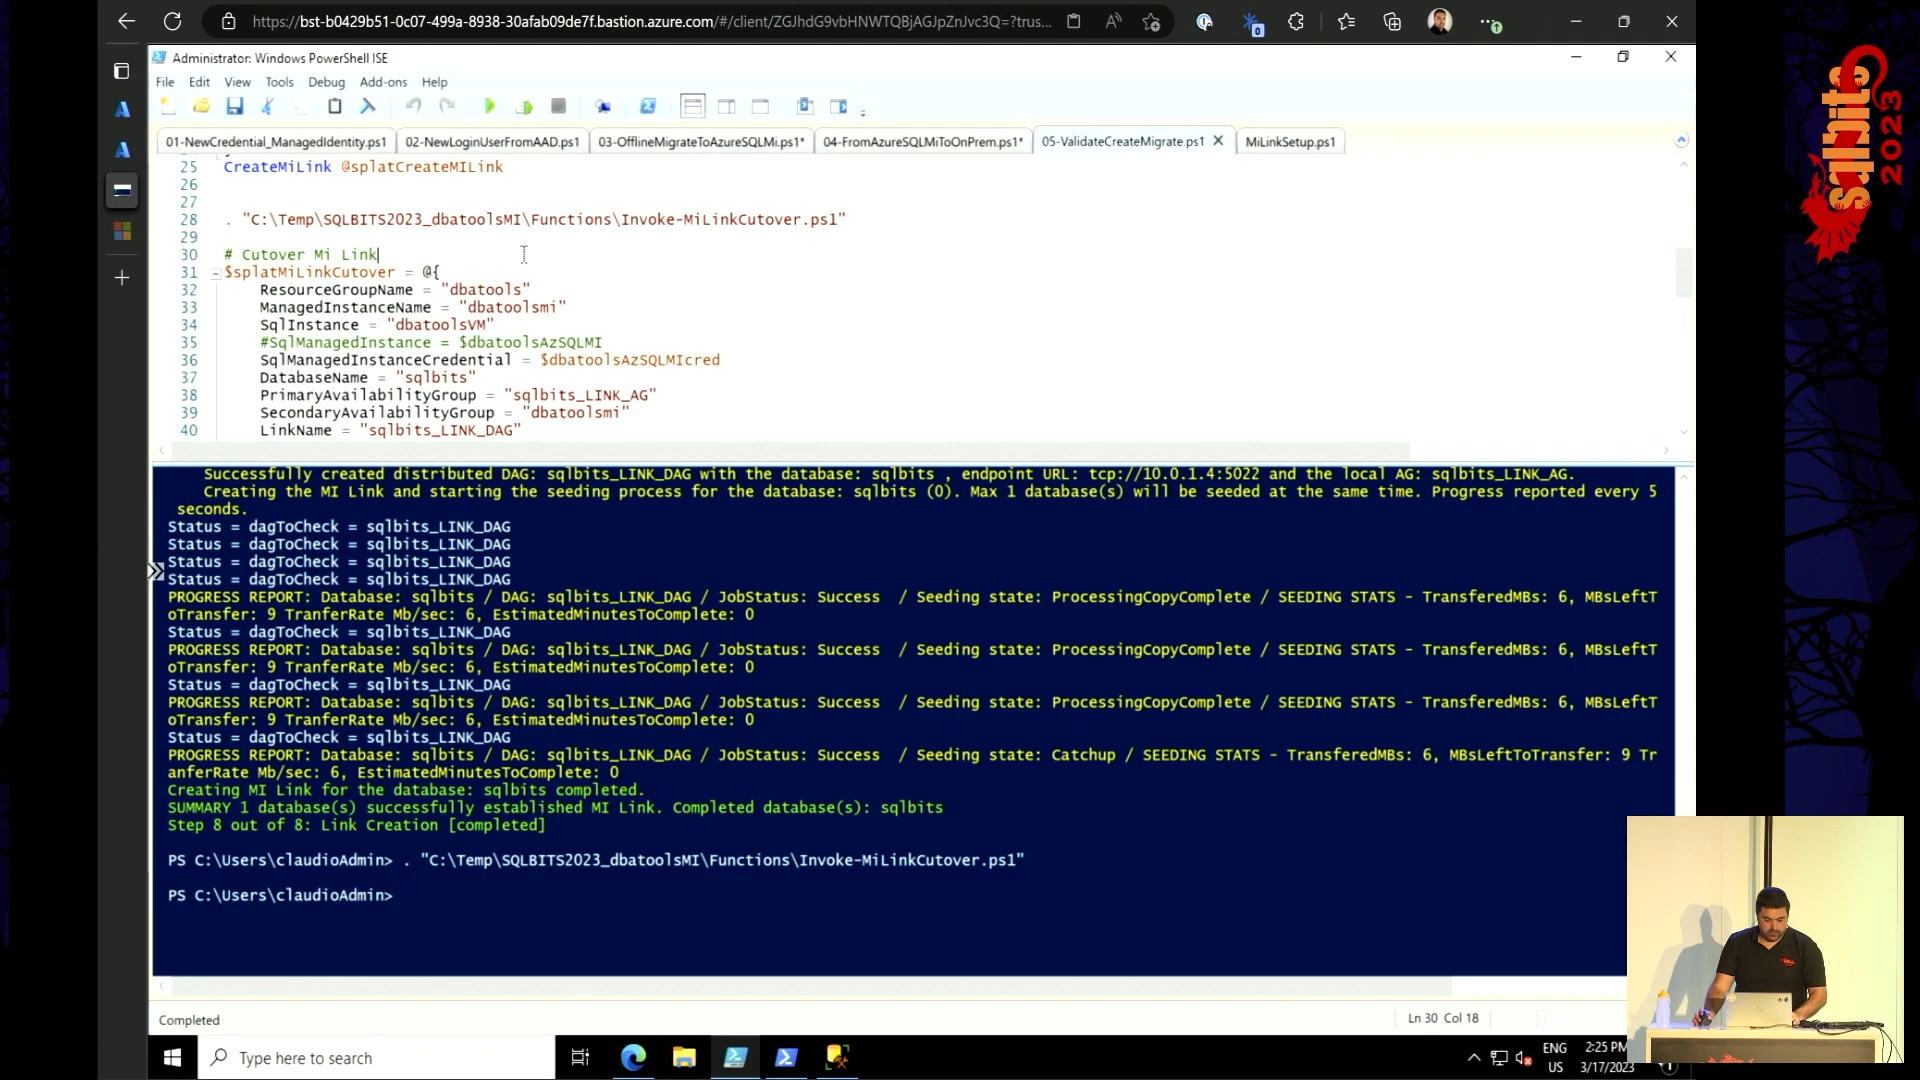 https://bst-b0429b51-0c07-499a-8938-30afab09de7f.bastion.azure.com/#/client/ZGJhdG9vbHNWTQBjAGJpZnJvc3Q=?trus...
0
Administrator: Windows PowerShell ISE
File Edit View Tools Debug Add-ons Help
01-NewCredential_ManagedIdentity.ps1 02-NewLoginUserFromAAD.ps1 03-OfflineMigrateToAzureSQLMi.ps1* 04-FromAzureSQLMiToOnPrem.ps1* 05-ValidateCreateMigrate.ps1 MiLinkSetup.ps1
25 CreateMiLink @splatCreateMILink
26
27
28 . "C:\Temp\SQLBITS2023_dbatoolsMI\Functions\Invoke-MiLinkCutover.ps1"
29
30 # Cutover Mi Link
31 $splatMiLinkCutover = @{
32 ResourceGroupName = "dbatools"
33 ManagedInstanceName = "dbatoolsmi"
34 SqlInstance = "dbatoolsVM"
35 #SqlManagedInstance = $dbatoolsAzSQLMI
36 SqlManagedInstanceCredential = $dbatoolsAzSQLMIcred
37 DatabaseName = "sqlbits"
38 PrimaryAvailabilityGroup = "sqlbits_LINK_AG"
39 SecondaryAvailabilityGroup = "dbatoolsmi"
40 LinkName = "sqlbits_LINK_DAG"
Successfully created distributed DAG: sqlbits_LINK_DAG with the database: sqlbits , endpoint URL: tcp://10.0.1.4:5022 and the local AG: sqlbits_LINK_AG.
Creating the MI Link and starting the seeding process for the database: sqlbits (0). Max 1 database(s) will be seeded at the same time. Progress reported every 5
seconds.
Status = dagToCheck = sqlbits_LINK_DAG
Status = dagToCheck = sqlbits_LINK_DAG
Status = dagToCheck = sqlbits_LINK_DAG
Status = dagToCheck = sqlbits_LINK_DAG
PROGRESS REPORT: Database: sqlbits / DAG: sqlbits_LINK_DAG / JobStatus: Success / Seeding state: ProcessingCopyComplete / SEEDING STATS - TransferedMBs: 6, MBsLeftT
oTransfer: 9 TranferRate Mb/sec: 6, EstimatedMinutesToComplete: 0
Status = dagToCheck = sqlbits_LINK_DAG
PROGRESS REPORT: Database: sqlbits / DAG: sqlbits_LINK_DAG / JobStatus: Success / Seeding state: ProcessingCopyComplete / SEEDING STATS - TransferedMBs: 6, MBsLeftT
oTransfer: 9 TranferRate Mb/sec: 6, EstimatedMinutesToComplete: 0
Status = dagToCheck = sqlbits_LINK_DAG
PROGRESS REPORT: Database: sqlbits / DAG: sqlbits_LINK_DAG / JobStatus: Success / Seeding state: ProcessingCopyComplete / SEEDING STATS - TransferedMBs: 6, MBsLeftT
oTransfer: 9 TranferRate Mb/sec: 6, EstimatedMinutesToComplete: 0
Status = dagToCheck = sqlbits_LINK_DAG
PROGRESS REPORT: Database: sqlbits / DAG: sqlbits_LINK_DAG / JobStatus: Success / Seeding state: Catchup / SEEDING STATS - TransferedMBs: 6, MBsLeftToTransfer: 9 Tr
anferRate Mb/sec: 6, EstimatedMinutesToComplete: 0
Creating MI Link for the database: sqlbits completed.
SUMMARY 1 database(s) successfully established MI Link. Completed database(s): sqlbits
Step 8 out of 8: Link Creation [completed]
PS C:\Users\claudioAdmin> . "C:\Temp\SQLBITS2023_dbatoolsMI\Functions\Invoke-MiLinkCutover.ps1"
PS C:\Users\claudioAdmin>
Completed
Ln 30 Col 18
Type here to search
ENG
US
2:25 PM
3/17/2023
sqlbits
2023